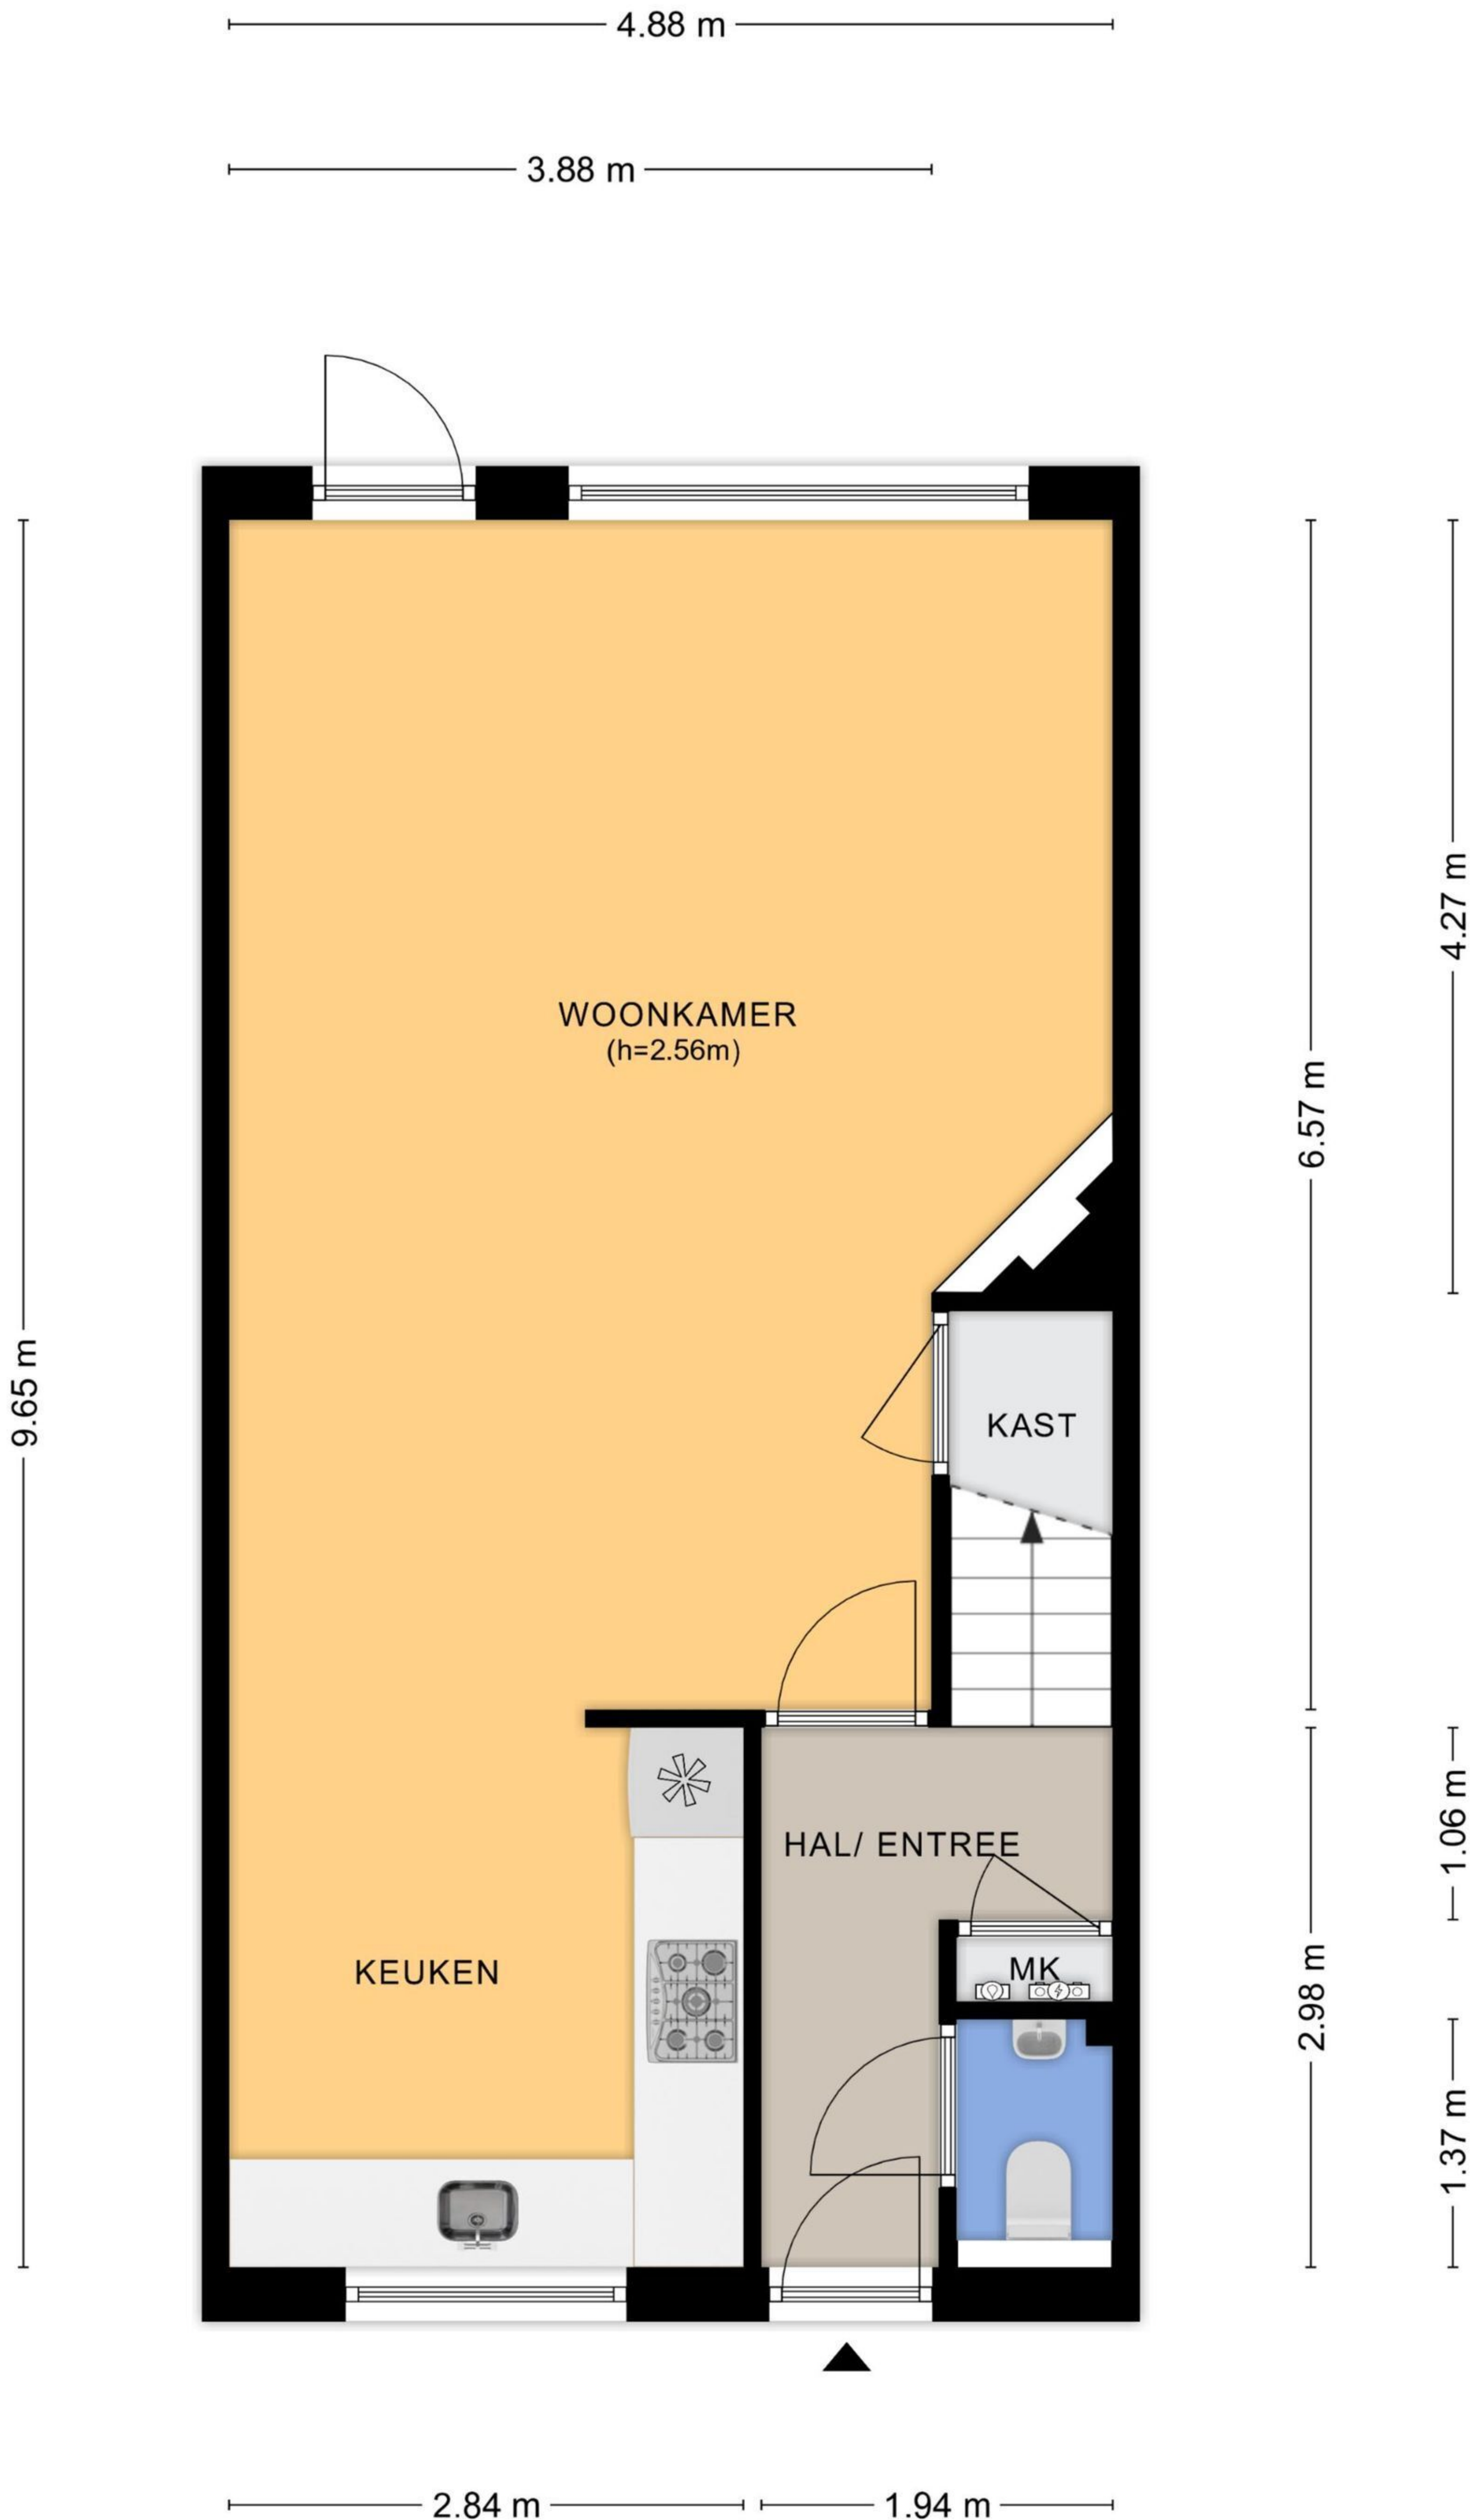 4.88 m
3.88 m
WOONKAMER
(h=2.56m)
4.27 m
6.57 m
9.65 m
KAST
HAL/ ENTREE
1.06 m
KEUKEN
MK
2.98 m
1.37 m
2.84 m
1.94 m